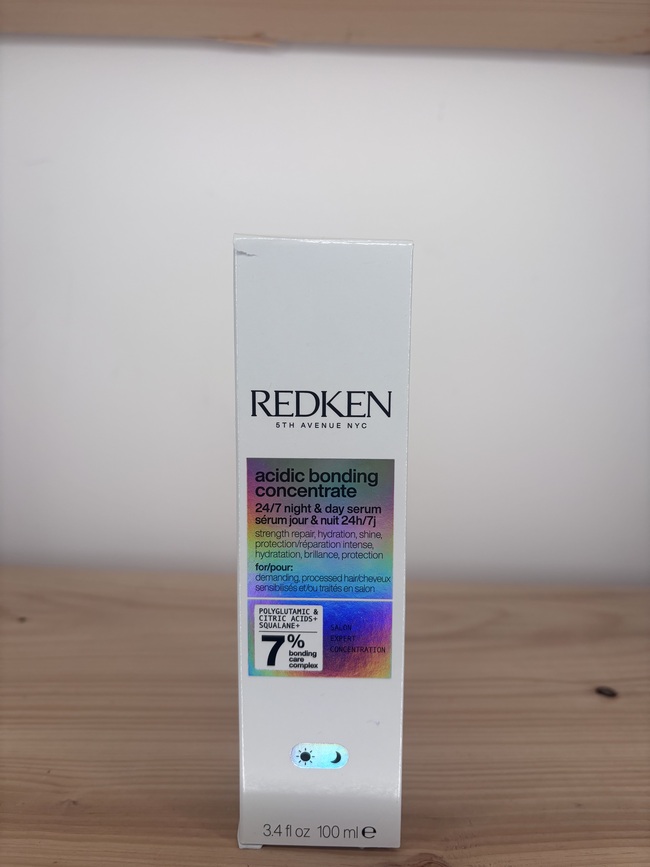 REDKEN
5TH AVENUE NYC
acidic bonding
concentrate
24/7 night & day serum
sérum jour & nuit 24h/7j
strength repair, hydration, shine,
protection/réparation intense,
hydratation, brillance, protection
for/pour:
demanding, processed hair/cheveux
sensibilisés et/ou traités en salon
POLYGLUTAMIC &
CITRIC ACIDS+
SQUALANE+
7%
bonding
care
complex
SALON
EXPERT
CONCENTRATION
3.4 fl oz 100 ml ℮